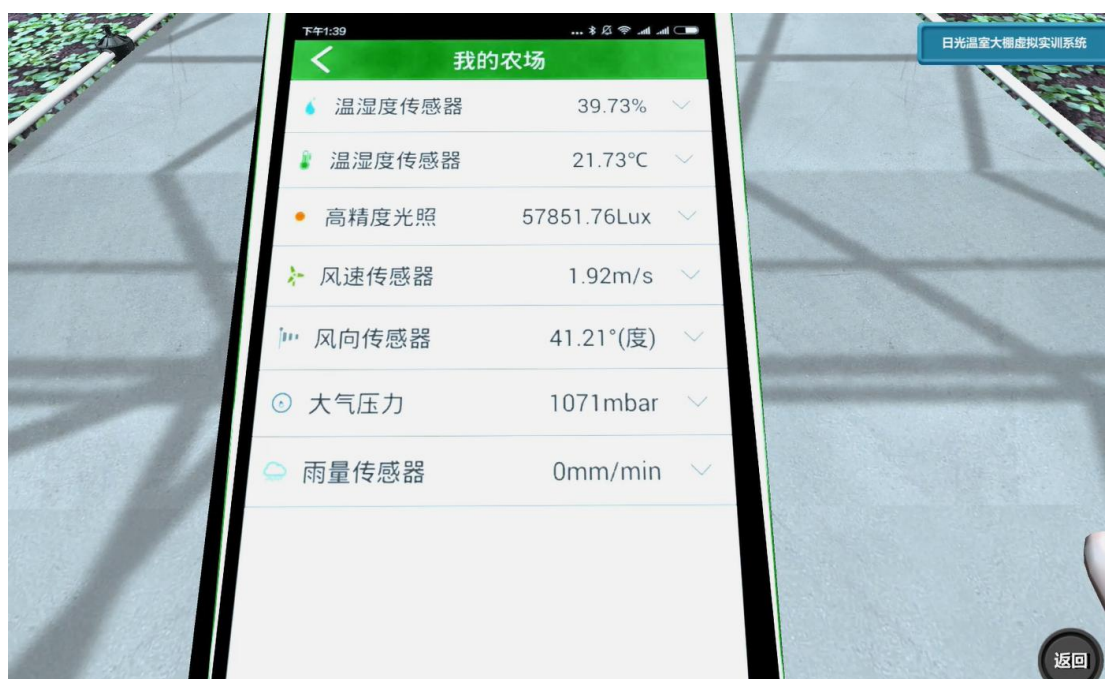 下午1:39
...
日光温室大棚虚拟实训系统
我的农场
温湿度传感器 39.73%
温湿度传感器 21.73℃
高精度光照 57851.76Lux
风速传感器 1.92m/s
风向传感器 41.21°(度)
大气压力 1071mbar
雨量传感器 0mm/min
返回